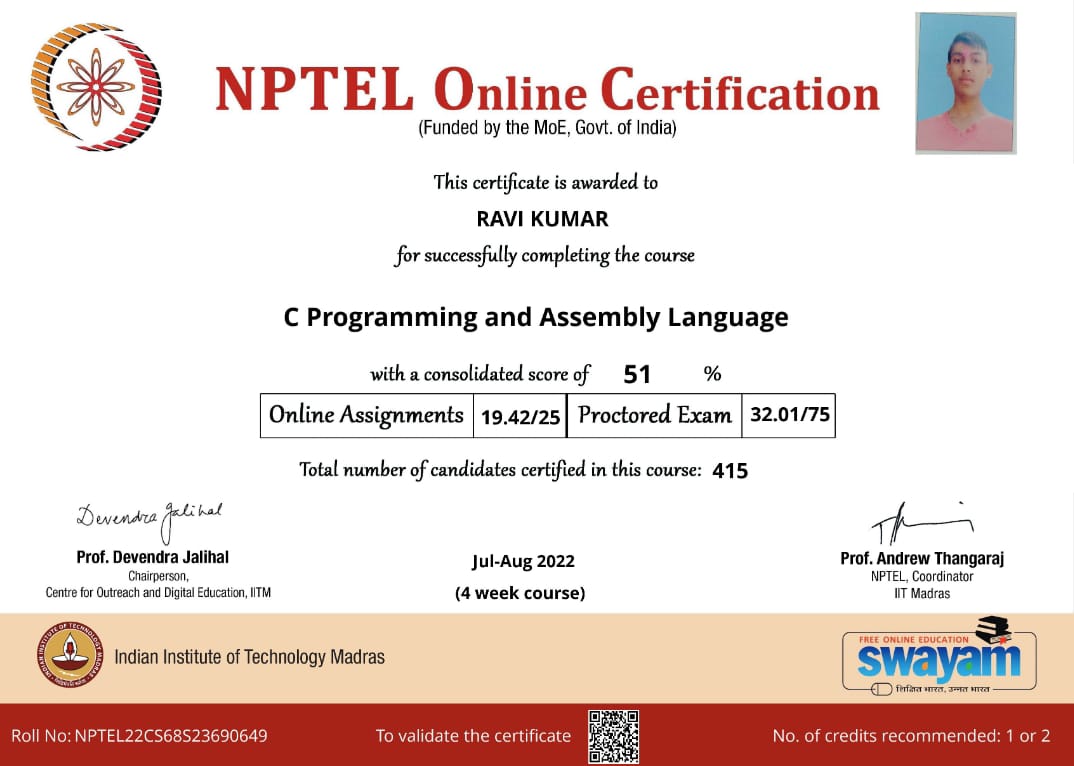 NPTEL Online Certification
(Funded by the MoE, Govt. of India)
This certificate is awarded to
RAVI KUMAR
for successfully completing the course
C Programming and Assembly Language
with a consolidated score of 51 %
Online Assignments 19.42/25 Proctored Exam 32.01/75
Total number of candidates certified in this course: 415
Devendra Jalihal
Prof. Devendra Jalihal
Chairperson,
Centre for Outreach and Digital Education, IITM
Jul-Aug 2022
(4 week course)
Prof. Andrew Thangaraj
NPTEL, Coordinator
IIT Madras
INDIAN INSTITUTE OF TECHNOLOGY MADRAS
Indian Institute of Technology Madras
FREE ONLINE EDUCATION
swayam
शिक्षित भारत, उन्नत भारत
Roll No: NPTEL22CS68S23690649
To validate the certificate
No. of credits recommended: 1 or 2